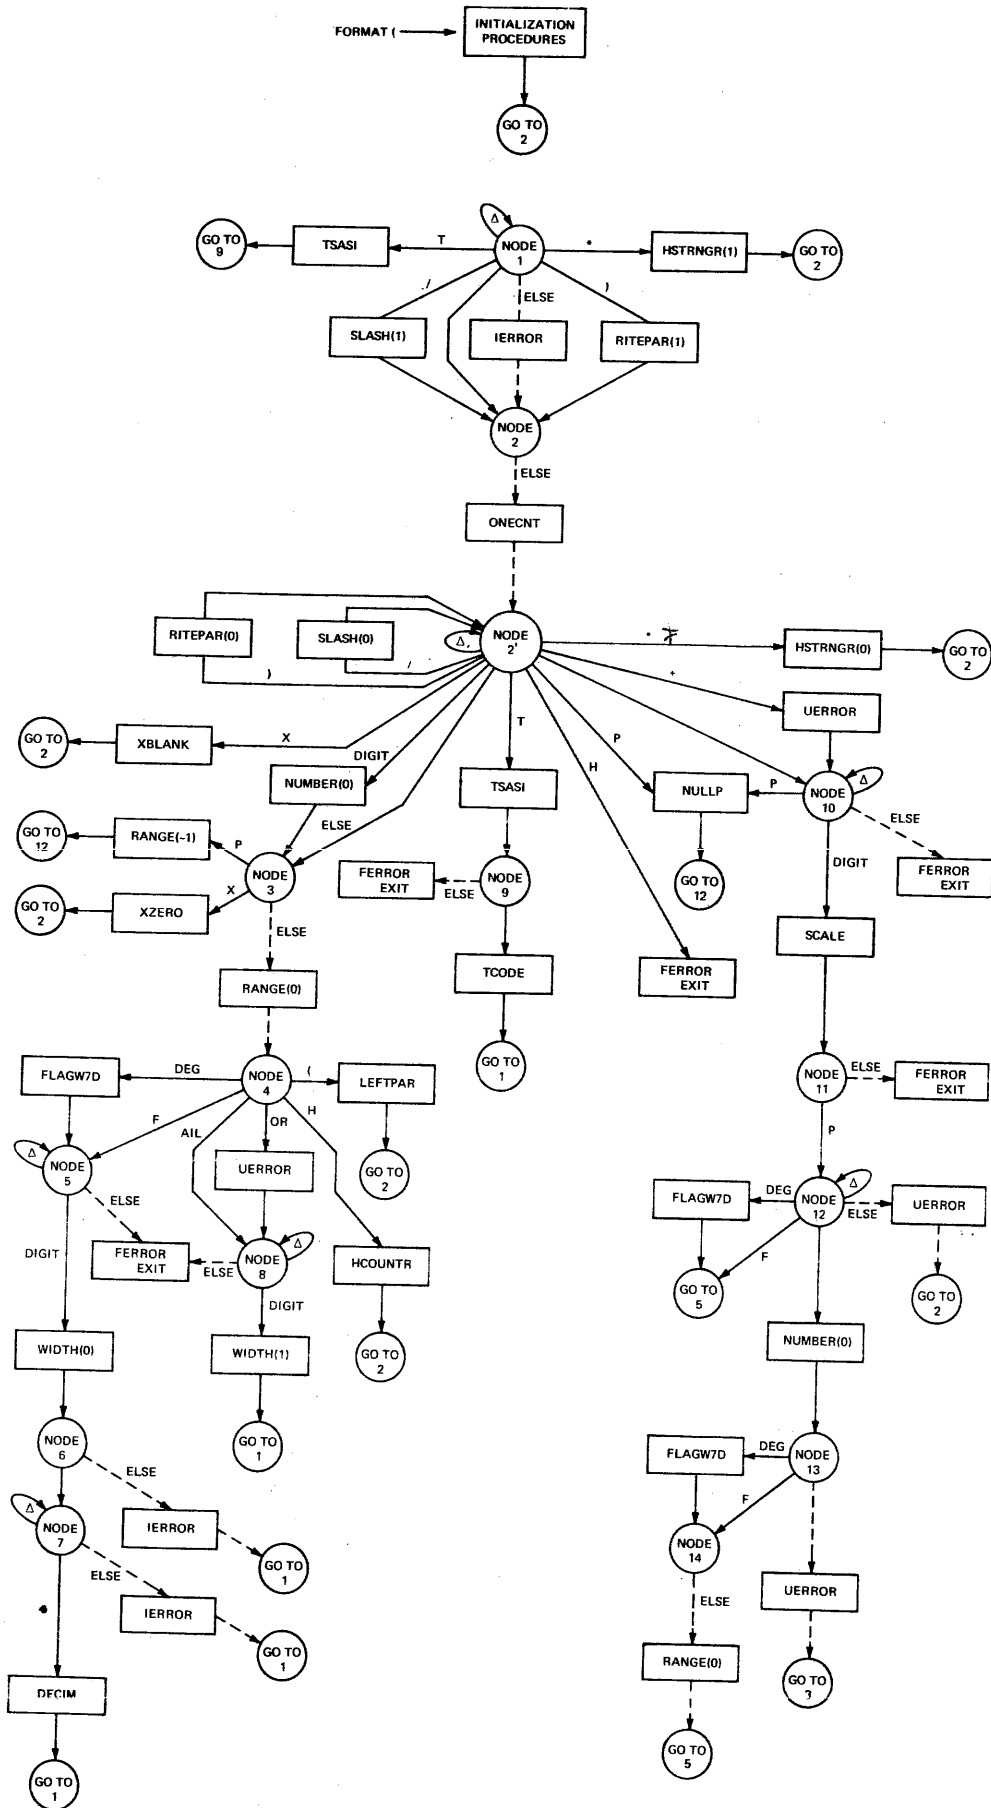 FORMAT (
INITIALIZATION
PROCEDURES
GO TO
2
Δ
GO TO
9
TSASI
T
NODE
1
HSTRNGR(1)
GO TO
2
/
ELSE
)
SLASH(1)
IERROR
RITEPAR(1)
NODE
2
ELSE
ONECNT
RITEPAR(0)
SLASH(0)
Δ,
NODE
2'
HSTRNGR(0)
GO TO
2
)
/
+
UERROR
GO TO
2
XBLANK
X
DIGIT
T
P
H
NUMBER(0)
TSASI
NULLP
P
NODE
10
Δ
ELSE
ELSE
GO TO
12
RANGE(-1)
P
NODE
3
FERROR
EXIT
ELSE
NODE
9
GO TO
12
DIGIT
FERROR
EXIT
GO TO
2
XZERO
X
ELSE
SCALE
RANGE(0)
TCODE
FERROR
EXIT
FLAGW7D
DEG
NODE
4
(
LEFTPAR
GO TO
1
NODE
11
ELSE
FERROR
EXIT
F
AIL
OR
H
P
Δ
NODE
5
UERROR
GO TO
2
FLAGW7D
DEG
NODE
12
Δ
ELSE
UERROR
ELSE
DIGIT
FERROR
EXIT
ELSE
NODE
8
Δ
HCOUNTR
F
GO TO
5
GO TO
2
DIGIT
WIDTH(0)
WIDTH(1)
GO TO
2
NUMBER(0)
NODE
6
GO TO
1
FLAGW7D
DEG
NODE
13
ELSE
F
Δ
NODE
7
IERROR
NODE
14
ELSE
GO TO
1
UERROR
IERROR
ELSE
GO TO
1
RANGE(0)
GO TO
3
DECIM
GO TO
5
GO TO
1